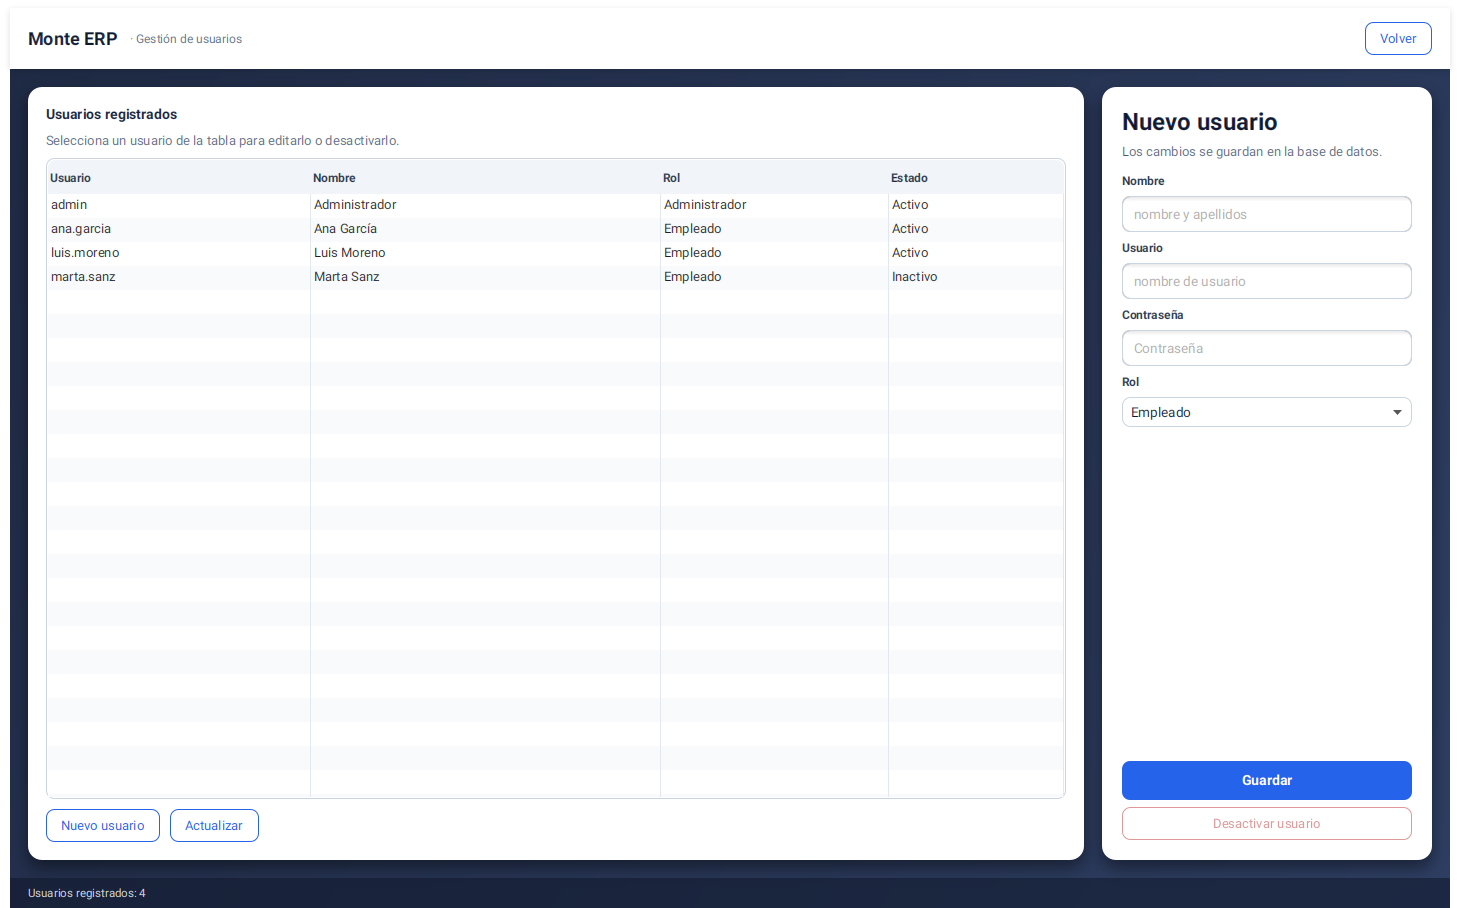 Monte ERP · Gestión de usuarios
Volver
Usuarios registrados
Selecciona un usuario de la tabla para editarlo o desactivarlo.
Usuario Nombre Rol Estado
admin Administrador Administrador Activo
ana.garcia Ana García Empleado Activo
luis.moreno Luis Moreno Empleado Activo
marta.sanz Marta Sanz Empleado Inactivo
Nuevo usuario Actualizar
Nuevo usuario
Los cambios se guardan en la base de datos.
Nombre
nombre y apellidos
Usuario
nombre de usuario
Contraseña
Contraseña
Rol
Empleado
Guardar
Desactivar usuario
Usuarios registrados: 4